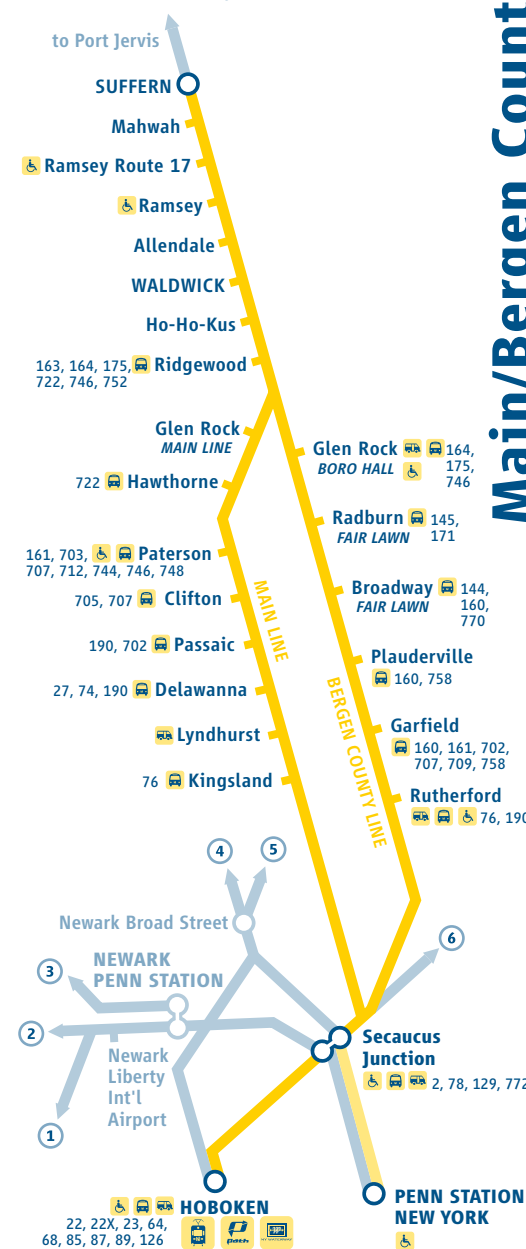 to Port Jervis
SUFFERN
Mahwah
Ramsey Route 17
Ramsey
Allendale
WALDWICK
Ho-Ho-Kus
163, 164, 175, Ridgewood
722, 746, 752
Glen Rock
MAIN LINE
722 Hawthorne
161, 703, Paterson
707, 712, 744, 746, 748
705, 707 Clifton
190, 702 Passaic
27, 74, 190 Delawanna
Lyndhurst
76 Kingsland
MAIN LINE
Glen Rock 164,
BORO HALL 175,
746
Radburn 145,
FAIR LAWN 171
Broadway 144,
FAIR LAWN 160,
770
Plauderville
160, 758
Garfield
160, 161, 702,
707, 709, 758
Rutherford
76, 190
BERGEN COUNTY LINE
Main/Bergen Count
4
5
Newark Broad Street
6
NEWARK
PENN STATION
3
2
Newark
Liberty
Int'l
Airport
1
Secaucus
Junction
2, 78, 129, 772
HOBOKEN
22, 22X, 23, 64,
68, 85, 87, 89, 126
path
PENN STATION
NEW YORK